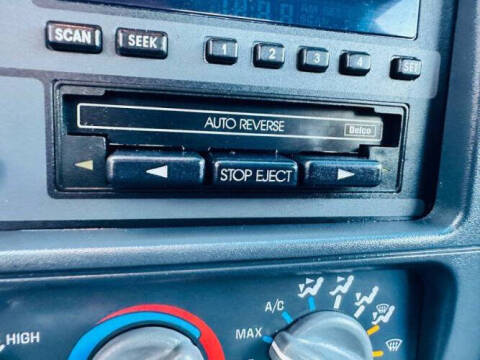 SCAN SEEK 1 2 3 4 SET
AUTO REVERSE
Delco
STOP EJECT
A/C
MAX
HIGH